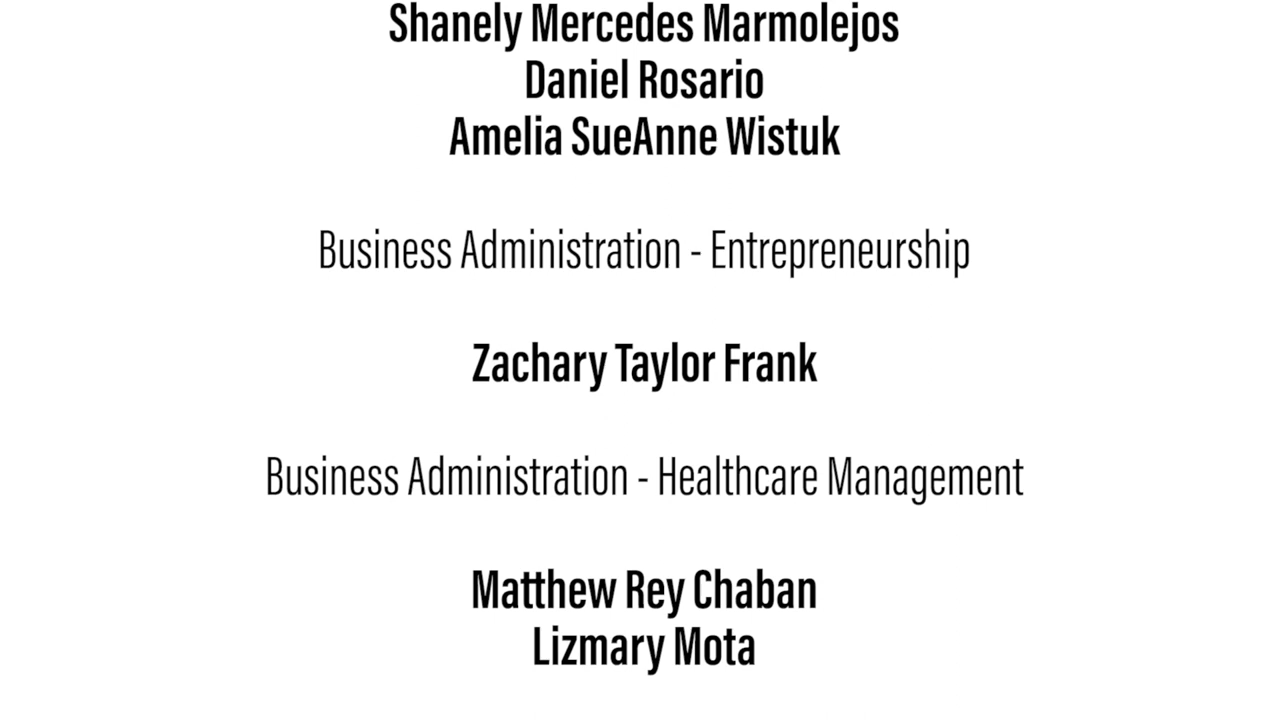 Shanely Mercedes Marmolejos
Daniel Rosario
Amelia SueAnne Wistuk
Business Administration - Entrepreneurship
Zachary Taylor Frank
Business Administration - Healthcare Management
Matthew Rey Chaban
Lizmary Mota